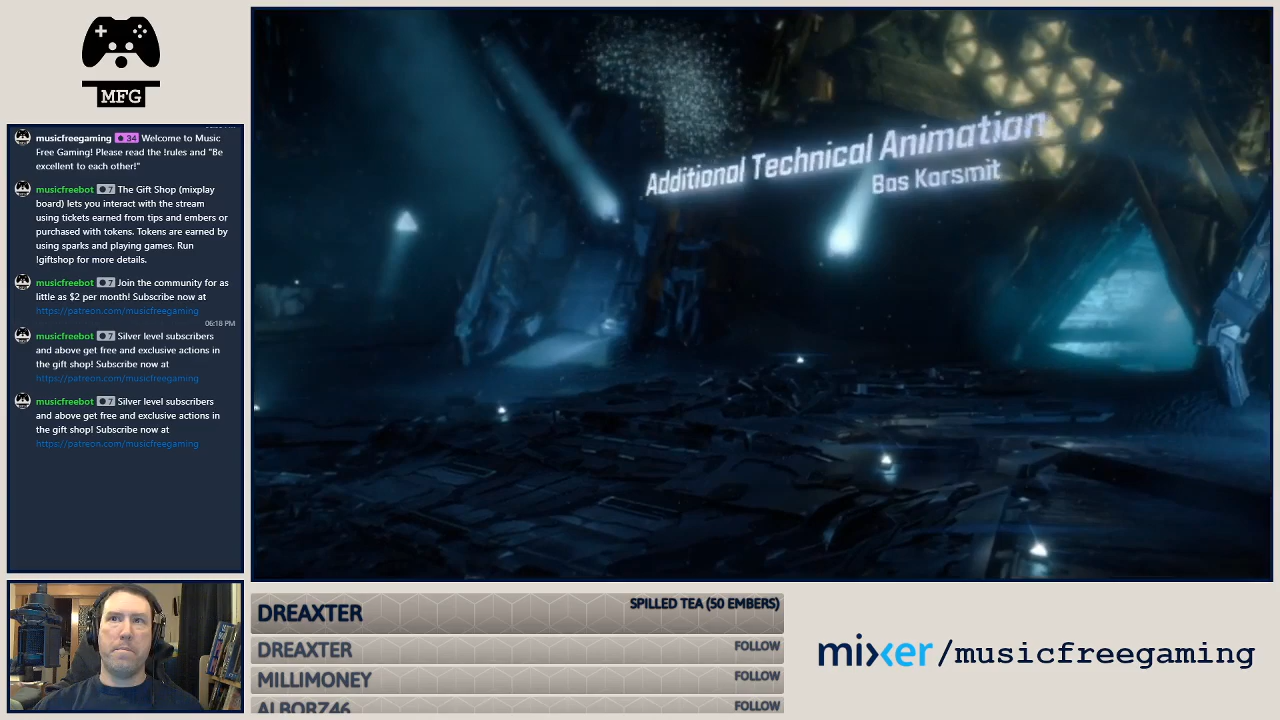 MFG
musicfreegaming 34 Welcome to Music
Free Gaming! Please read the !rules and "Be
excellent to each other!"
musicfreebot 7 The Gift Shop (mixplay
board) lets you interact with the stream
using tickets earned from tips and embers or
purchased with tokens. Tokens are earned by
using sparks and playing games. Run
!giftshop for more details.
musicfreebot 7 Join the community for as
little as $2 per month! Subscribe now at
https://patreon.com/musicfreegaming
06:18 PM
musicfreebot 7 Silver level subscribers
and above get free and exclusive actions in
the gift shop! Subscribe now at
https://patreon.com/musicfreegaming
musicfreebot 7 Silver level subscribers
and above get free and exclusive actions in
the gift shop! Subscribe now at
https://patreon.com/musicfreegaming
Additional Technical Animation
Bas Karsmit
DREAXTER SPILLED TEA (50 EMBERS)
DREAXTER FOLLOW
MILLIMONEY FOLLOW
ALBORZ46 FOLLOW
mixer/musicfreegaming